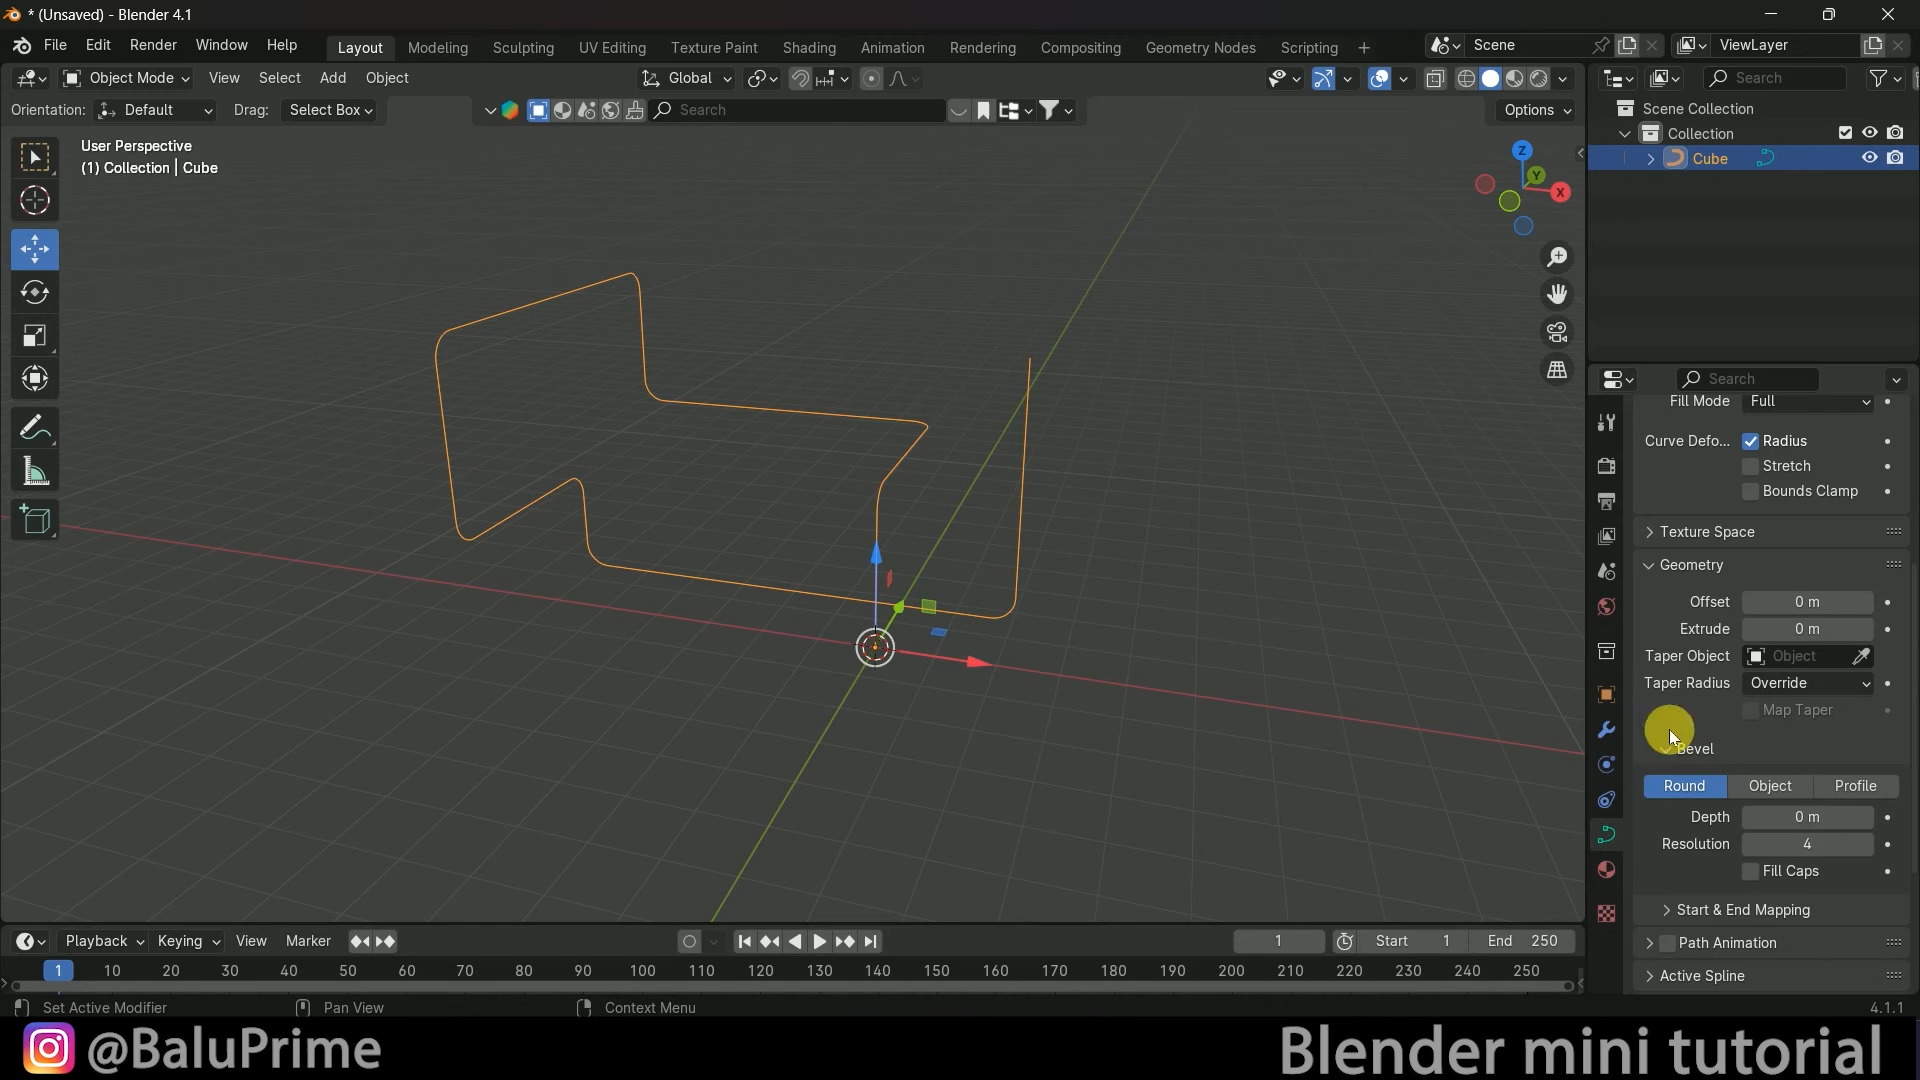 * (Unsaved) - Blender 4.1
File Edit Render Window Help Layout Modeling Sculpting UV Editing Texture Paint Shading Animation Rendering Compositing Geometry Nodes Scripting + Scene ViewLayer
Object Mode View Select Add Object Global Search
Orientation: Default Drag: Select Box Search Options
Scene Collection
Collection
Cube
User Perspective
(1) Collection | Cube
Z
Y
X
Search
Fill Mode Full
Curve Defo... Radius
Stretch
Bounds Clamp
Texture Space
Geometry
Offset 0 m
Extrude 0 m
Taper Object Object
Taper Radius Override
Map Taper
Bevel
Round Object Profile
Depth 0 m
Resolution 4
Fill Caps
Start & End Mapping
Path Animation
Active Spline
Playback Keying View Marker 1 Start 1 End 250
1 10 20 30 40 50 60 70 80 90 100 110 120 130 140 150 160 170 180 190 200 210 220 230 240 250
Set Active Modifier Pan View Context Menu 4.1.1
@BaluPrime Blender mini tutorial